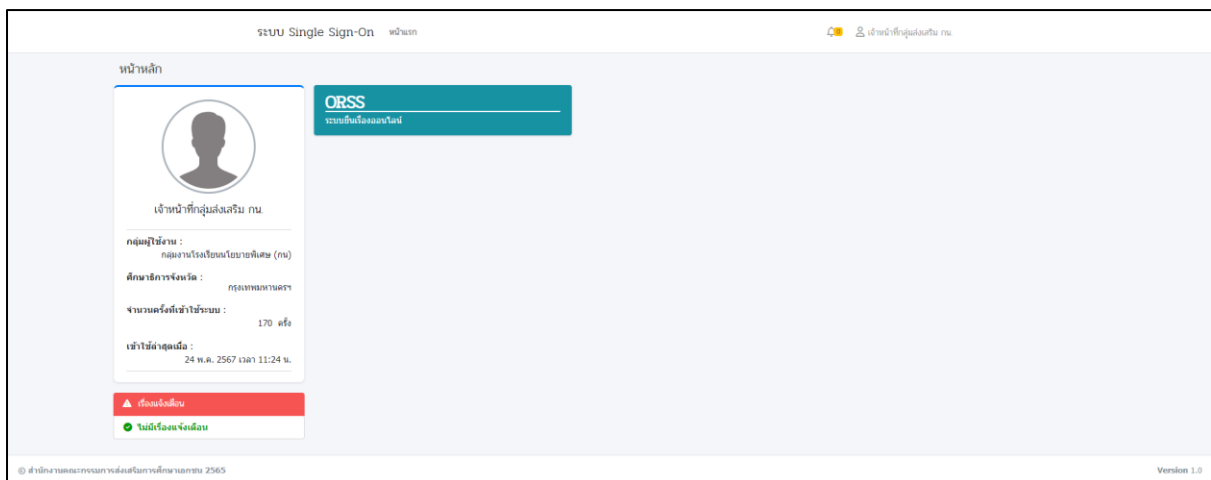 ระบบ Single Sign-On หน้าแรก
0 เจ้าหน้าที่กลุ่มส่งเสริม กน.
หน้าหลัก
เจ้าหน้าที่กลุ่มส่งเสริม กน.
กลุ่มผู้ใช้งาน :
กลุ่มงานโรงเรียนนโยบายพิเศษ (กน)
ศึกษาธิการจังหวัด :
กรุงเทพมหานครฯ
จำนวนครั้งที่เข้าใช้ระบบ :
170 ครั้ง
เข้าใช้ล่าสุดเมื่อ :
24 พ.ค. 2567 เวลา 11:24 น.
ORSS
ระบบยื่นเรื่องออนไลน์
เรื่องแจ้งเตือน
ไม่มีเรื่องแจ้งเตือน
© สำนักงานคณะกรรมการส่งเสริมการศึกษาเอกชน 2565
Version 1.0